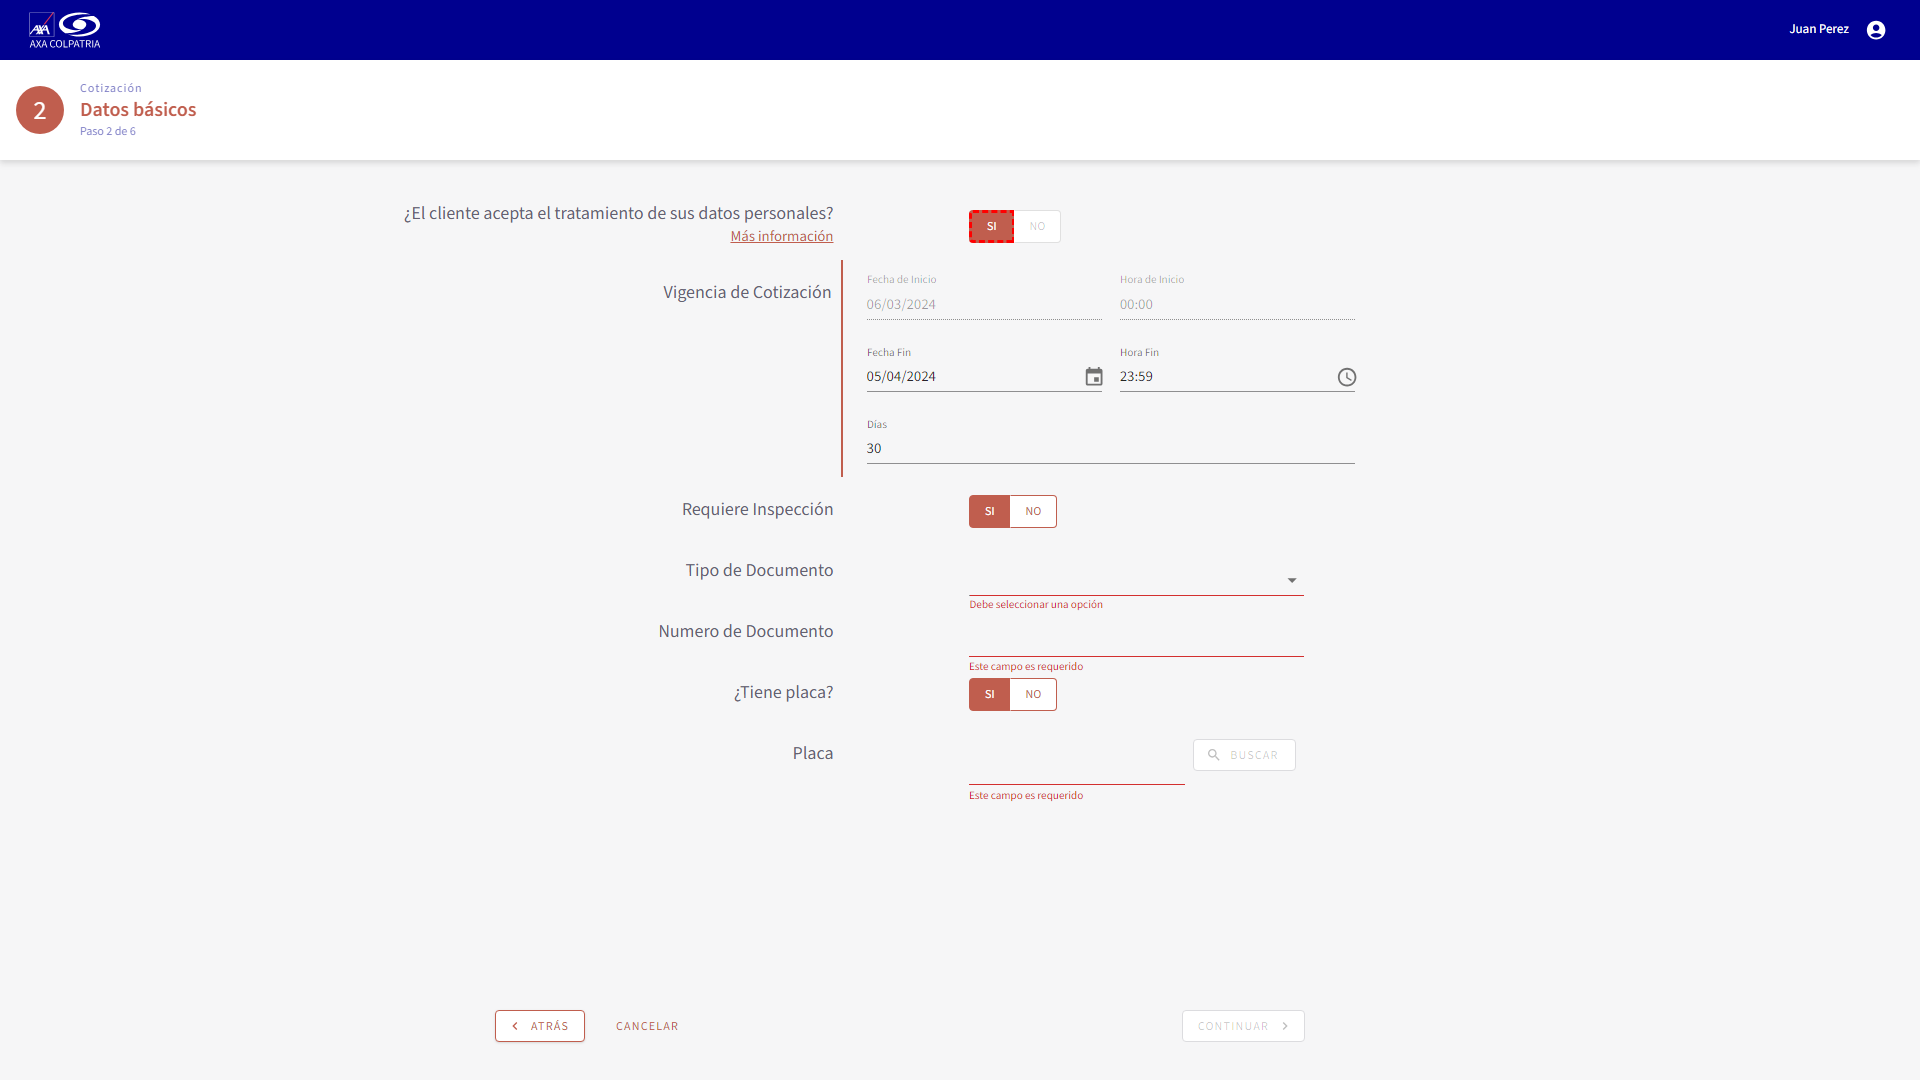 AXA
AXA COLPATRIA
Juan Perez
2
Cotización
Datos básicos
Paso 2 de 6
¿El cliente acepta el tratamiento de sus datos personales?
Más información
SI NO
Vigencia de Cotización
Fecha de Inicio
06/03/2024
Hora de Inicio
00:00
Fecha Fin
05/04/2024
Hora Fin
23:59
Días
30
Requiere Inspección
SI NO
Tipo de Documento
Debe seleccionar una opción
Numero de Documento
Este campo es requerido
¿Tiene placa?
SI NO
Placa
BUSCAR
Este campo es requerido
ATRÁS
CANCELAR
CONTINUAR